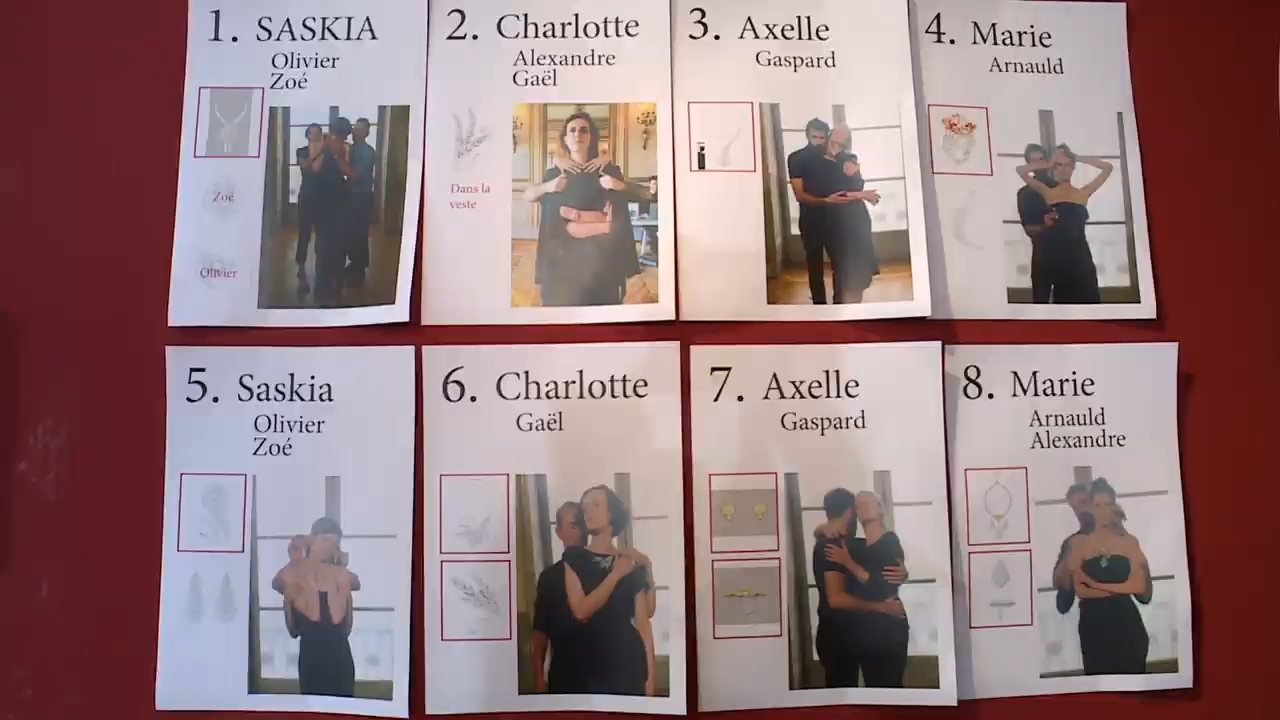 1. SASKIA
Olivier
Zoé
Zoé
Olivier
2. Charlotte
Alexandre
Gaël
Dans la
veste
3. Axelle
Gaspard
4. Marie
Arnauld
5. Saskia
Olivier
Zoé
6. Charlotte
Gaël
7. Axelle
Gaspard
8. Marie
Arnauld
Alexandre